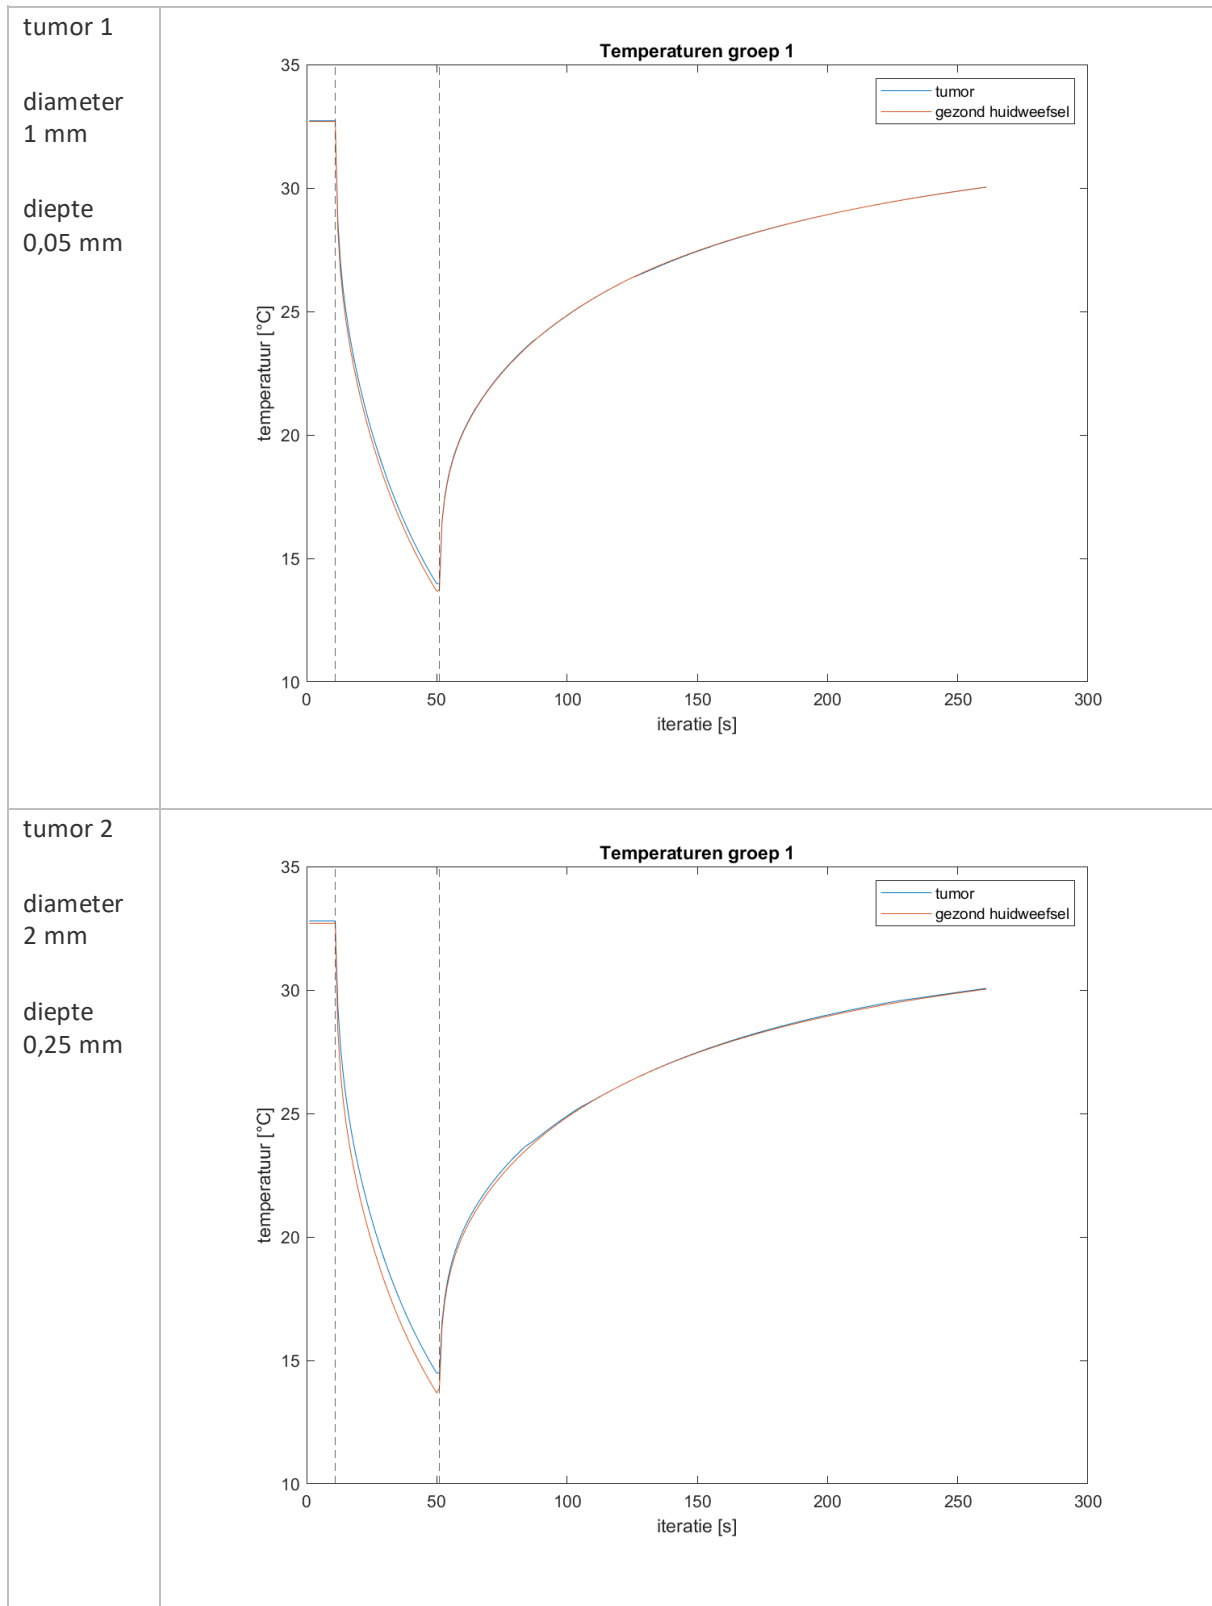 tumor 1
diameter
1 mm
diepte
0,05 mm
Temperaturen groep 1
tumor
gezond huidweefsel
temperatuur [°C]
35
30
25
20
15
10
0 50 100 150 200 250 300
iteratie [s]
tumor 2
diameter
2 mm
diepte
0,25 mm
Temperaturen groep 1
tumor
gezond huidweefsel
temperatuur [°C]
35
30
25
20
15
10
0 50 100 150 200 250 300
iteratie [s]